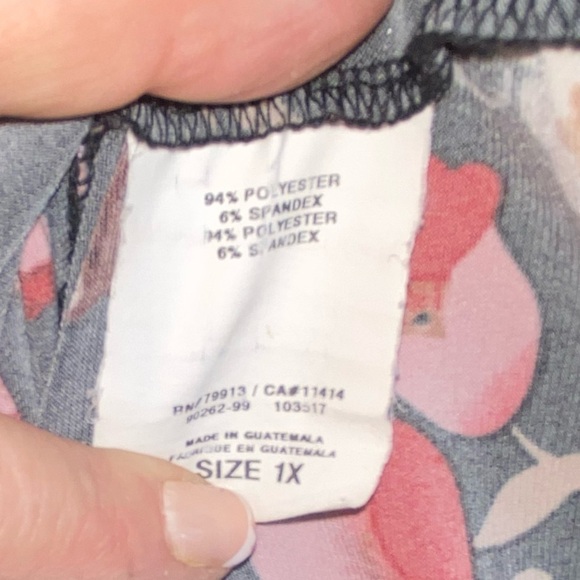 94% POLYESTER
6% SPANDEX
94% POLYESTER
6% SPANDEX
RN#79913 / CA#11414
90262-99 103517
MADE IN GUATEMALA
FABRIQUE EN GUATEMALA
SIZE 1X